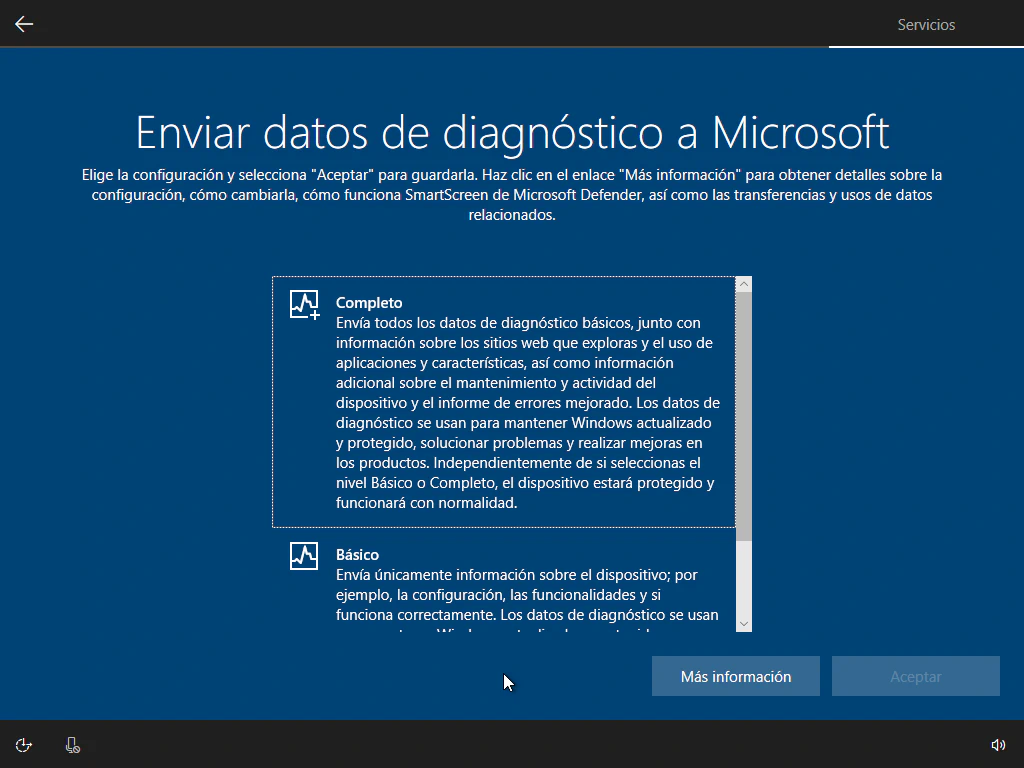 Servicios
Enviar datos de diagnóstico a Microsoft
Elige la configuración y selecciona "Aceptar" para guardarla. Haz clic en el enlace "Más información" para obtener detalles sobre la
configuración, cómo cambiarla, cómo funciona SmartScreen de Microsoft Defender, así como las transferencias y usos de datos
relacionados.
Completo
Envía todos los datos de diagnóstico básicos, junto con
información sobre los sitios web que exploras y el uso de
aplicaciones y características, así como información
adicional sobre el mantenimiento y actividad del
dispositivo y el informe de errores mejorado. Los datos de
diagnóstico se usan para mantener Windows actualizado
y protegido, solucionar problemas y realizar mejoras en
los productos. Independientemente de si seleccionas el
nivel Básico o Completo, el dispositivo estará protegido y
funcionará con normalidad.
Básico
Envía únicamente información sobre el dispositivo; por
ejemplo, la configuración, las funcionalidades y si
funciona correctamente. Los datos de diagnóstico se usan
Más información
Aceptar